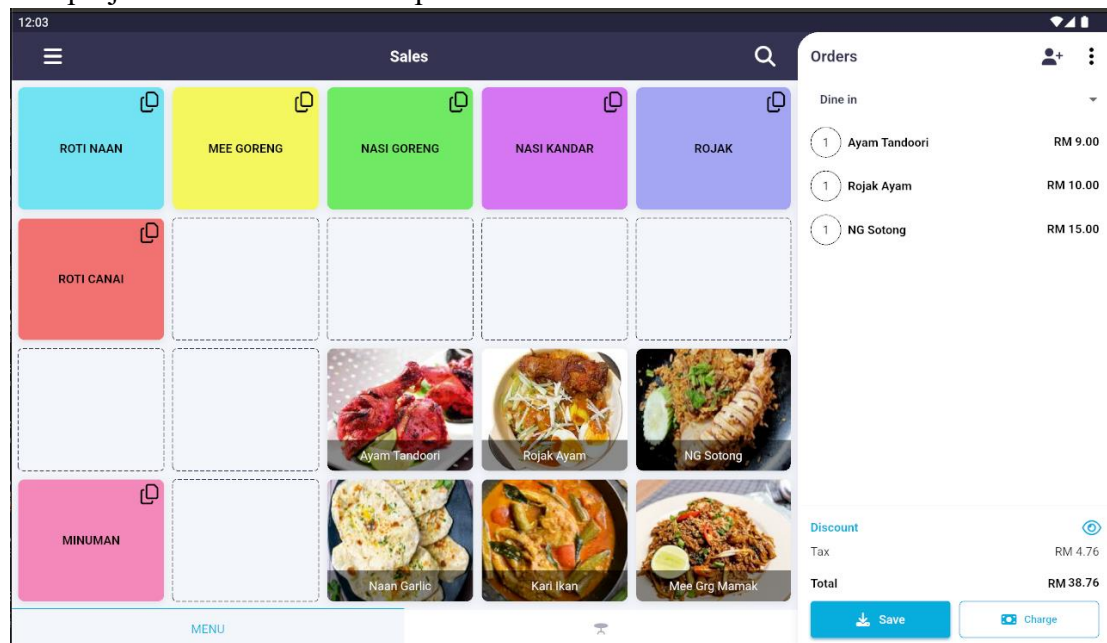 12:03
Sales
ROTI NAAN
MEE GORENG
NASI GORENG
NASI KANDAR
ROJAK
ROTI CANAI
Ayam Tandoori
Rojak Ayam
NG Sotong
MINUMAN
Naan Garlic
Kari Ikan
Mee Grg Mamak
MENU
Orders
Dine in
1 Ayam Tandoori RM 9.00
1 Rojak Ayam RM 10.00
1 NG Sotong RM 15.00
Discount
Tax RM 4.76
Total RM 38.76
Save
Charge